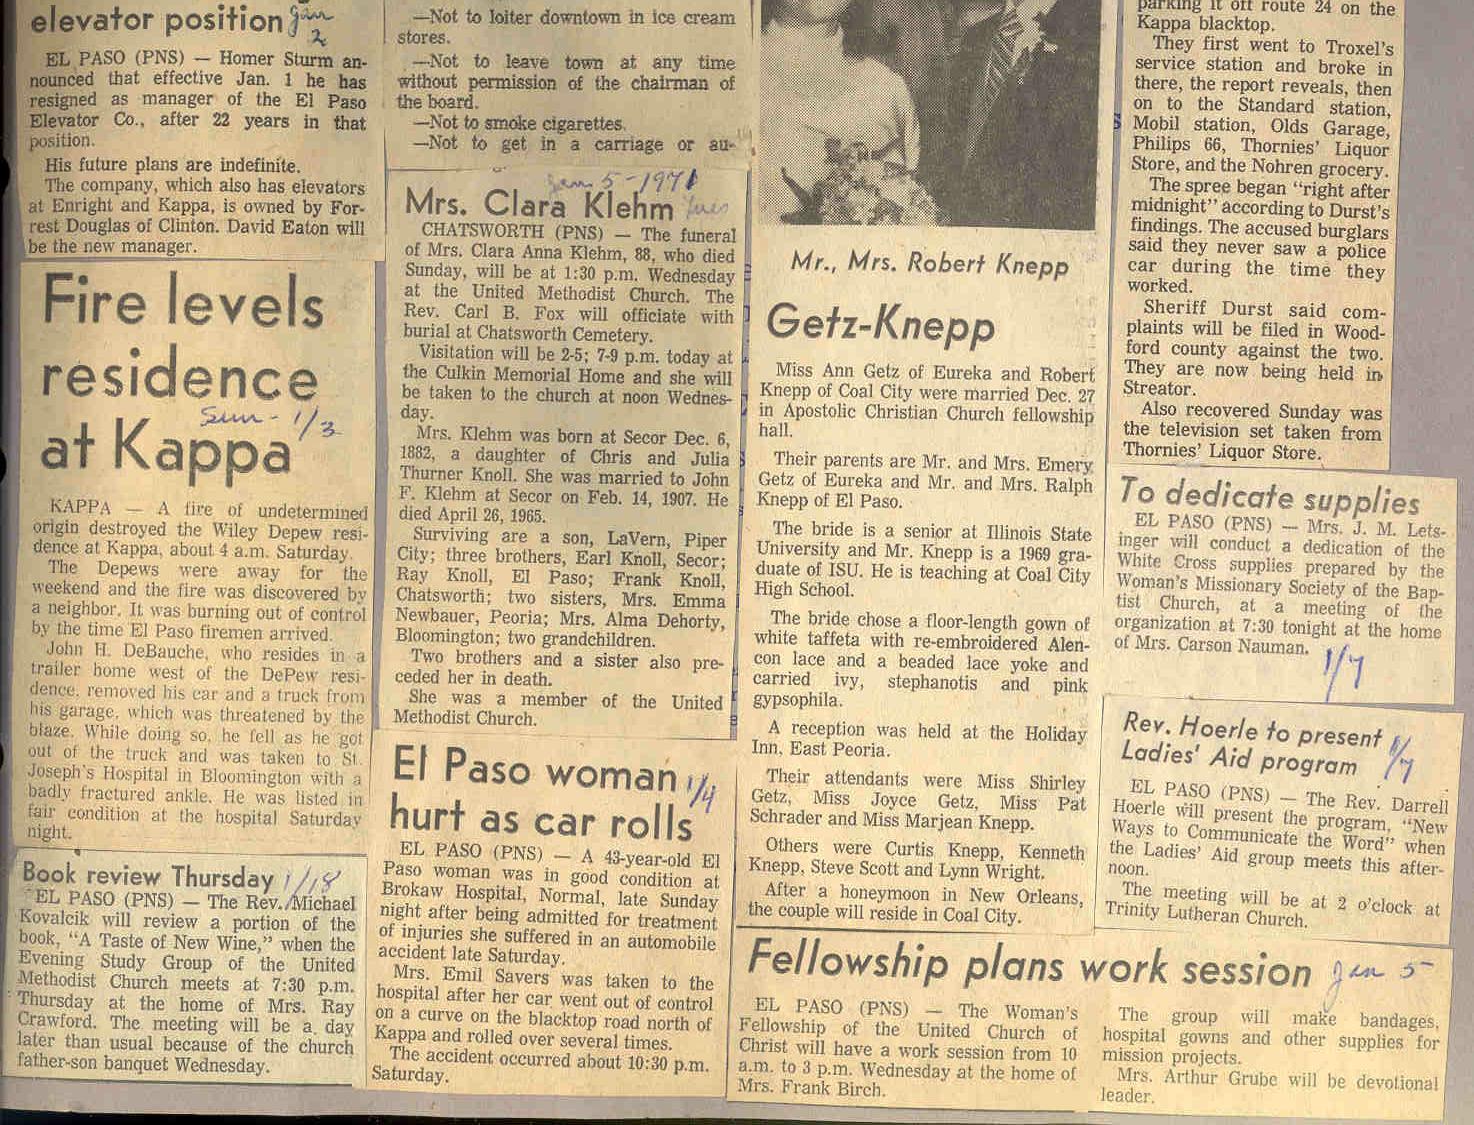 elevator position
Jan
2
EL PASO (PNS) — Homer Sturm an-
nounced that effective Jan. 1 he has
resigned as manager of the El Paso
Elevator Co., after 22 years in that
position.
His future plans are indefinite.
The company, which also has elevators
at Enright and Kappa, is owned by For-
rest Douglas of Clinton. David Eaton will
be the new manager.
Fire levels
residence
at Kappa
Sun - 1/3
KAPPA — A fire of undetermined
origin destroyed the Wiley Depew resi-
dence at Kappa, about 4 a.m. Saturday.
The Depews were away for the
weekend and the fire was discovered by
a neighbor. It was burning out of control
by the time El Paso firemen arrived.
John H. DeBauche, who resides in a
trailer home west of the DePew resi-
dence, removed his car and a truck from
his garage, which was threatened by the
blaze. While doing so, he fell as he got
out of the truck and was taken to St.
Joseph's Hospital in Bloomington with a
badly fractured ankle. He was listed in
fair condition at the hospital Saturday
night.
Book review Thursday 1/18
EL PASO (PNS) — The Rev. Michael
Kovalcik will review a portion of the
book, "A Taste of New Wine," when the
Evening Study Group of the United
Methodist Church meets at 7:30 p.m.
Thursday at the home of Mrs. Ray
Crawford. The meeting will be a day
later than usual because of the church
father-son banquet Wednesday.
—Not to loiter downtown in ice cream
stores.
—Not to leave town at any time
without permission of the chairman of
the board.
—Not to smoke cigarettes.
—Not to get in a carriage or au-
Jan 5-1971
Mrs. Clara Klehm Tues
CHATSWORTH (PNS) — The funeral
of Mrs. Clara Anna Klehm, 88, who died
Sunday, will be at 1:30 p.m. Wednesday
at the United Methodist Church. The
Rev. Carl B. Fox will officiate with
burial at Chatsworth Cemetery.
Visitation will be 2-5; 7-9 p.m. today at
the Culkin Memorial Home and she will
be taken to the church at noon Wednes-
day.
Mrs. Klehm was born at Secor Dec. 6,
1882, a daughter of Chris and Julia
Thurner Knoll. She was married to John
F. Klehm at Secor on Feb. 14, 1907. He
died April 26, 1965.
Surviving are a son, LaVern, Piper
City; three brothers, Earl Knoll, Secor;
Ray Knoll, El Paso; Frank Knoll,
Chatsworth; two sisters, Mrs. Emma
Newbauer, Peoria; Mrs. Alma Dehorty,
Bloomington; two grandchildren.
Two brothers and a sister also pre-
ceded her in death.
She was a member of the United
Methodist Church.
El Paso woman 1/4
hurt as car rolls
EL PASO (PNS) — A 43-year-old El
Paso woman was in good condition at
Brokaw Hospital, Normal, late Sunday
night after being admitted for treatment
of injuries she suffered in an automobile
accident late Saturday.
Mrs. Emil Savers was taken to the
hospital after her car went out of control
on a curve on the blacktop road north of
Kappa and rolled over several times.
The accident occurred about 10:30 p.m.
Saturday.
Mr., Mrs. Robert Knepp
Getz-Knepp
Miss Ann Getz of Eureka and Robert
Knepp of Coal City were married Dec. 27
in Apostolic Christian Church fellowship
hall.
Their parents are Mr. and Mrs. Emery
Getz of Eureka and Mr. and Mrs. Ralph
Knepp of El Paso.
The bride is a senior at Illinois State
University and Mr. Knepp is a 1969 gra-
duate of ISU. He is teaching at Coal City
High School.
The bride chose a floor-length gown of
white taffeta with re-embroidered Alen-
con lace and a beaded lace yoke and
carried ivy, stephanotis and pink
gypsophila.
A reception was held at the Holiday
Inn, East Peoria.
Their attendants were Miss Shirley
Getz, Miss Joyce Getz, Miss Pat
Schrader and Miss Marjean Knepp.
Others were Curtis Knepp, Kenneth
Knepp, Steve Scott and Lynn Wright.
After a honeymoon in New Orleans,
the couple will reside in Coal City.
parking it off route 24 on the
Kappa blacktop.
They first went to Troxel's
service station and broke in
there, the report reveals, then
on to the Standard station,
Mobil station, Olds Garage,
Philips 66, Thornies' Liquor
Store, and the Nohren grocery.
The spree began "right after
midnight" according to Durst's
findings. The accused burglars
said they never saw a police
car during the time they
worked.
Sheriff Durst said com-
plaints will be filed in Wood-
ford county against the two.
They are now being held in
Streator.
Also recovered Sunday was
the television set taken from
Thornies' Liquor Store.
To dedicate supplies
EL PASO (PNS) — Mrs. J. M. Lets-
inger will conduct a dedication of the
White Cross supplies prepared by the
Woman's Missionary Society of the Bap-
tist Church, at a meeting of the
organization at 7:30 tonight at the home
of Mrs. Carson Nauman.
1/7
Rev. Hoerle to present
Ladies' Aid program
1/7
EL PASO (PNS) — The Rev. Darrell
Hoerle will present the program, "New
Ways to Communicate the Word" when
the Ladies' Aid group meets this after-
noon.
The meeting will be at 2 o'clock at
Trinity Lutheran Church.
Fellowship plans work session Jan 5-
EL PASO (PNS) — The Woman's
Fellowship of the United Church of
Christ will have a work session from 10
a.m. to 3 p.m. Wednesday at the home of
Mrs. Frank Birch.
The group will make bandages,
hospital gowns and other supplies for
mission projects.
Mrs. Arthur Grube will be devotional
leader.